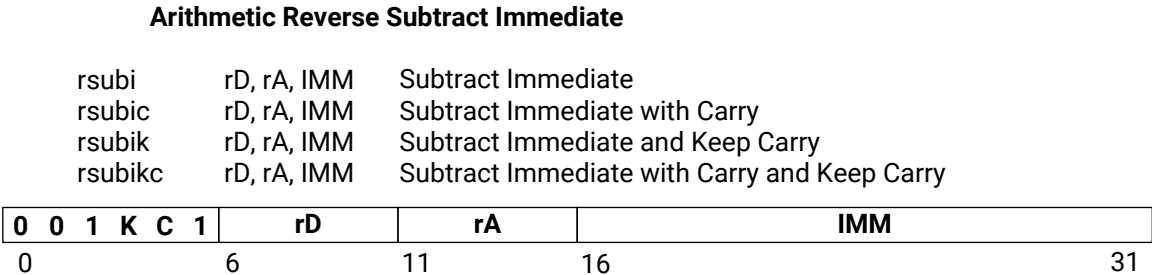 Arithmetic Reverse Subtract Immediate
rsubi rD, rA, IMM Subtract Immediate
rsubic rD, rA, IMM Subtract Immediate with Carry
rsubik rD, rA, IMM Subtract Immediate and Keep Carry
rsubikc rD, rA, IMM Subtract Immediate with Carry and Keep Carry
0 0 1 K C 1 rD rA IMM
0 6 11 16 31